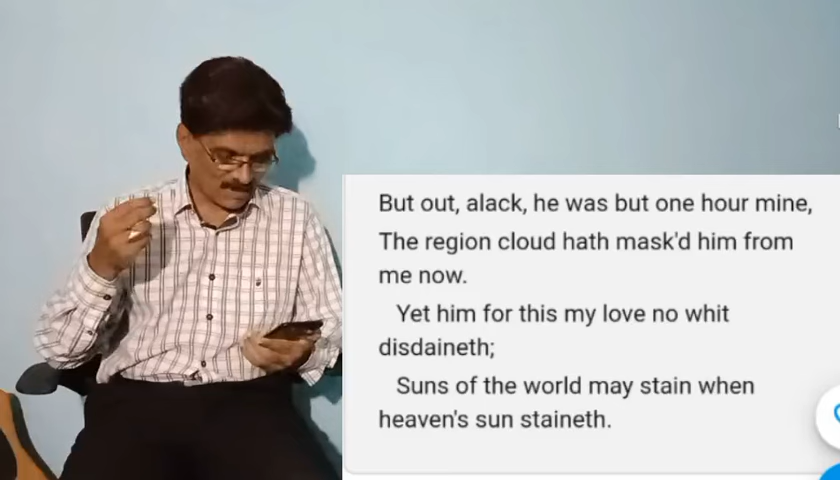 But out, alack, he was but one hour mine,
The region cloud hath mask'd him from
me now.
Yet him for this my love no whit
disdaineth;
Suns of the world may stain when
heaven's sun staineth.